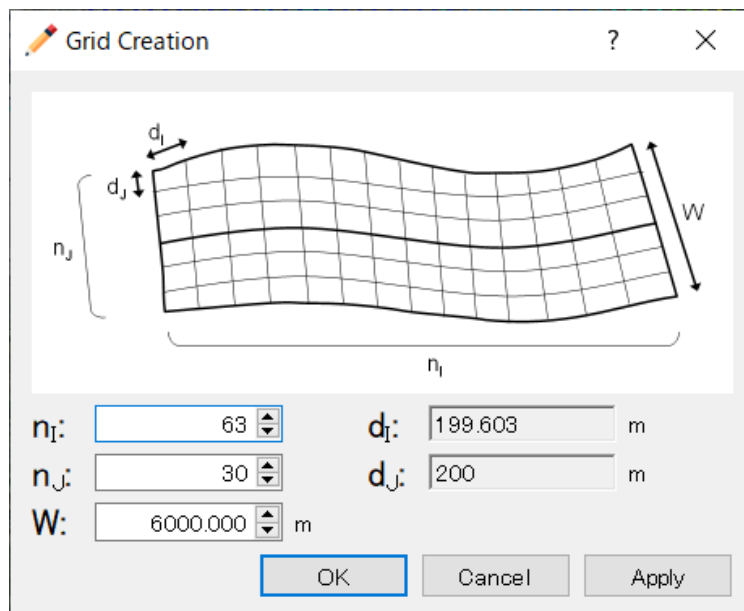 Grid Creation ? ×
dI
dJ
W
nJ
nI
nI: 63 dI: 199.603 m
nJ: 30 dJ: 200 m
W: 6000.000 m
OK Cancel Apply